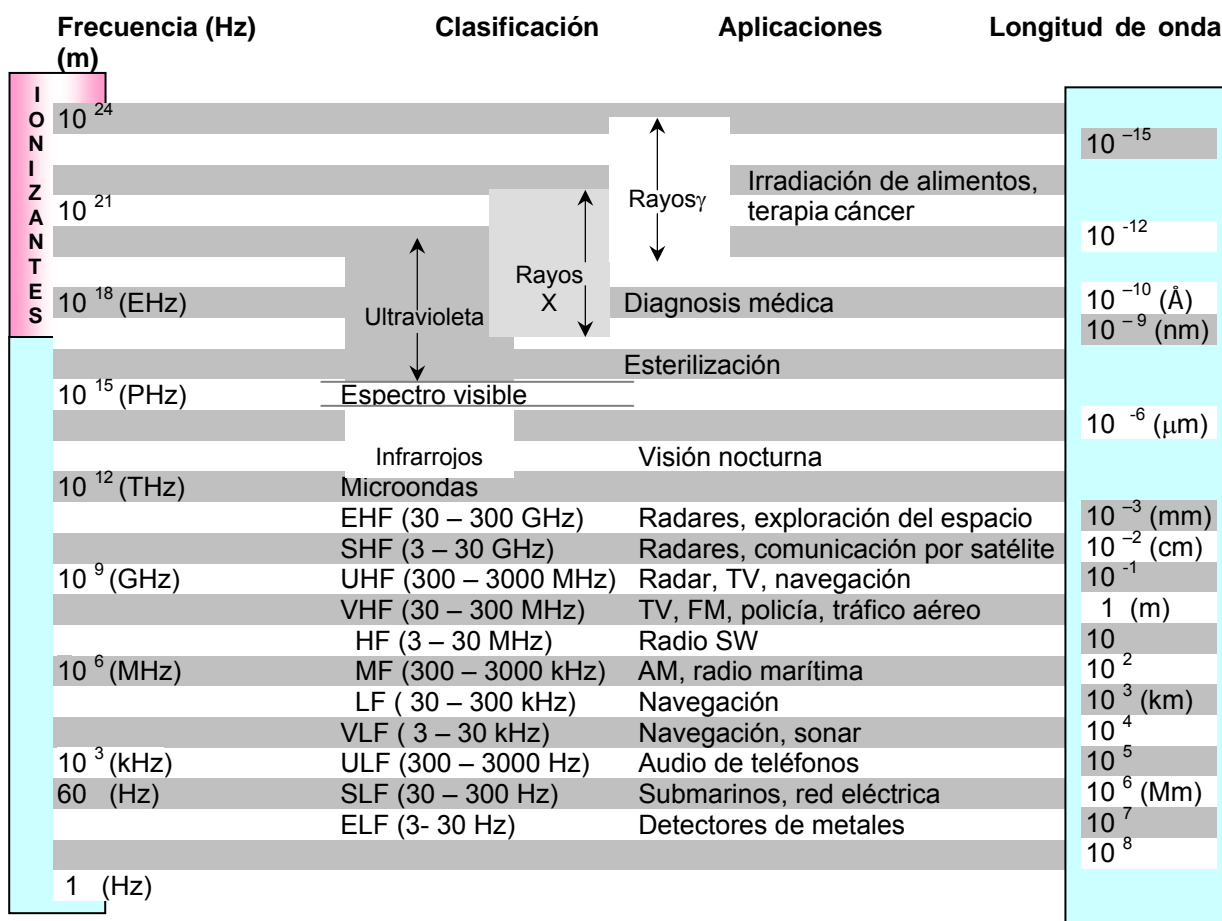 Frecuencia (Hz) Clasificación Aplicaciones Longitud de onda
(m)
IONIZANTES
10 24
10 –15
Irradiación de alimentos,
10 21 Rayosγ terapia cáncer
10 -12
Rayos
10 18 (EHz) Ultravioleta X Diagnosis médica 10 –10 (Å)
10 – 9 (nm)
Esterilización
10 15 (PHz) Espectro visible
10 -6 (μm)
Infrarrojos Visión nocturna
10 12 (THz) Microondas
EHF (30 – 300 GHz) Radares, exploración del espacio 10 –3 (mm)
SHF (3 – 30 GHz) Radares, comunicación por satélite 10 –2 (cm)
10 9 (GHz) UHF (300 – 3000 MHz) Radar, TV, navegación 10 -1
VHF (30 – 300 MHz) TV, FM, policía, tráfico aéreo 1 (m)
HF (3 – 30 MHz) Radio SW 10
10 6 (MHz) MF (300 – 3000 kHz) AM, radio marítima 10 2
LF ( 30 – 300 kHz) Navegación 10 3 (km)
VLF ( 3 – 30 kHz) Navegación, sonar 10 4
10 3 (kHz) ULF (300 – 3000 Hz) Audio de teléfonos 10 5
60 (Hz) SLF (30 – 300 Hz) Submarinos, red eléctrica 10 6 (Mm)
ELF (3- 30 Hz) Detectores de metales 10 7
10 8
1 (Hz)